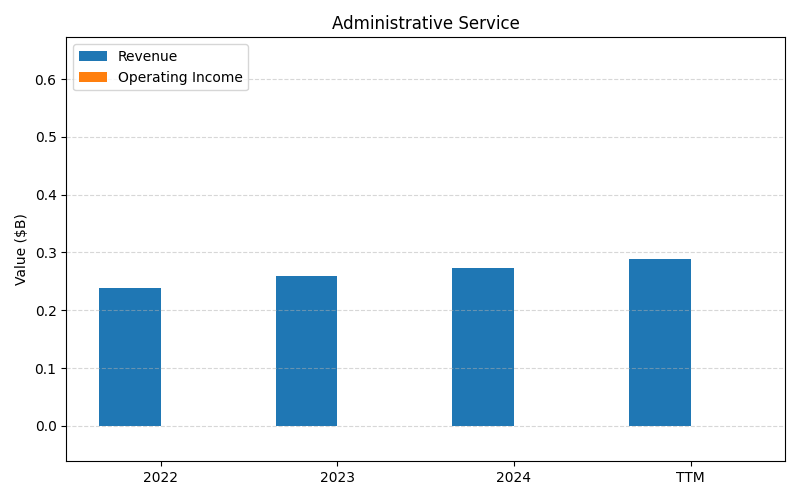 Administrative Service
Revenue
Operating Income
Value ($B)
0.6
0.5
0.4
0.3
0.2
0.1
0.0
2022 2023 2024 TTM